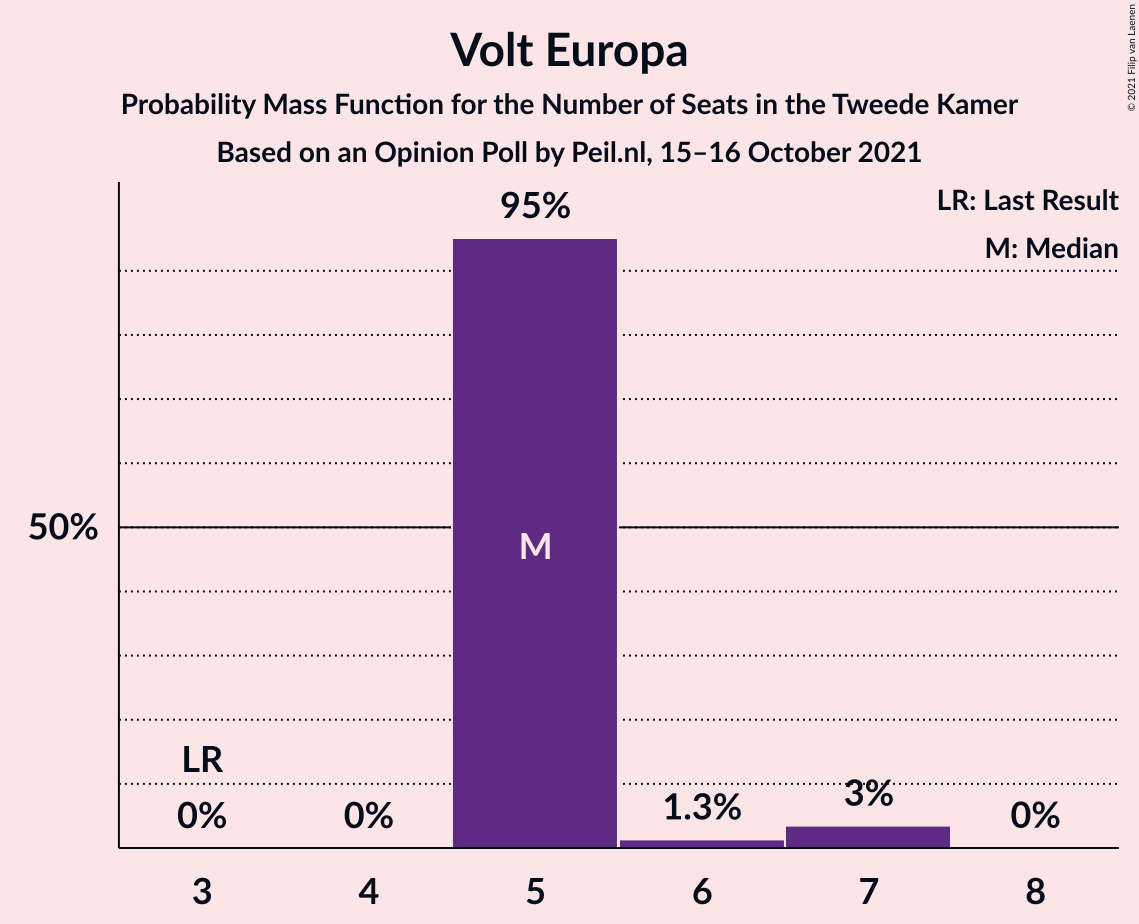 Volt Europa
Probability Mass Function for the Number of Seats in the Tweede Kamer
Based on an Opinion Poll by Peil.nl, 15–16 October 2021
© 2021 Filip van Laenen
LR: Last Result
M: Median
95%
50%
M
LR
0%
0%
1.3%
3%
0%
3
4
5
6
7
8